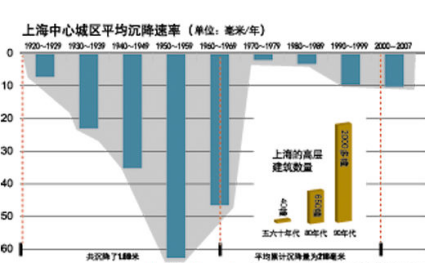 上海中心城区平均沉降速率（单位：毫米/年）
1920~1929 1930~1939 1940~1949 1950~1959 1960~1969 1970~1979 1980~1989 1990~1999 2000~2007
0
10
20
30
40
50
60
上海的高层
建筑数量
40幢
650幢
2000多幢
五六十年代 80年代 90年代
共沉降了1.69米 平均累计沉降量为218毫米